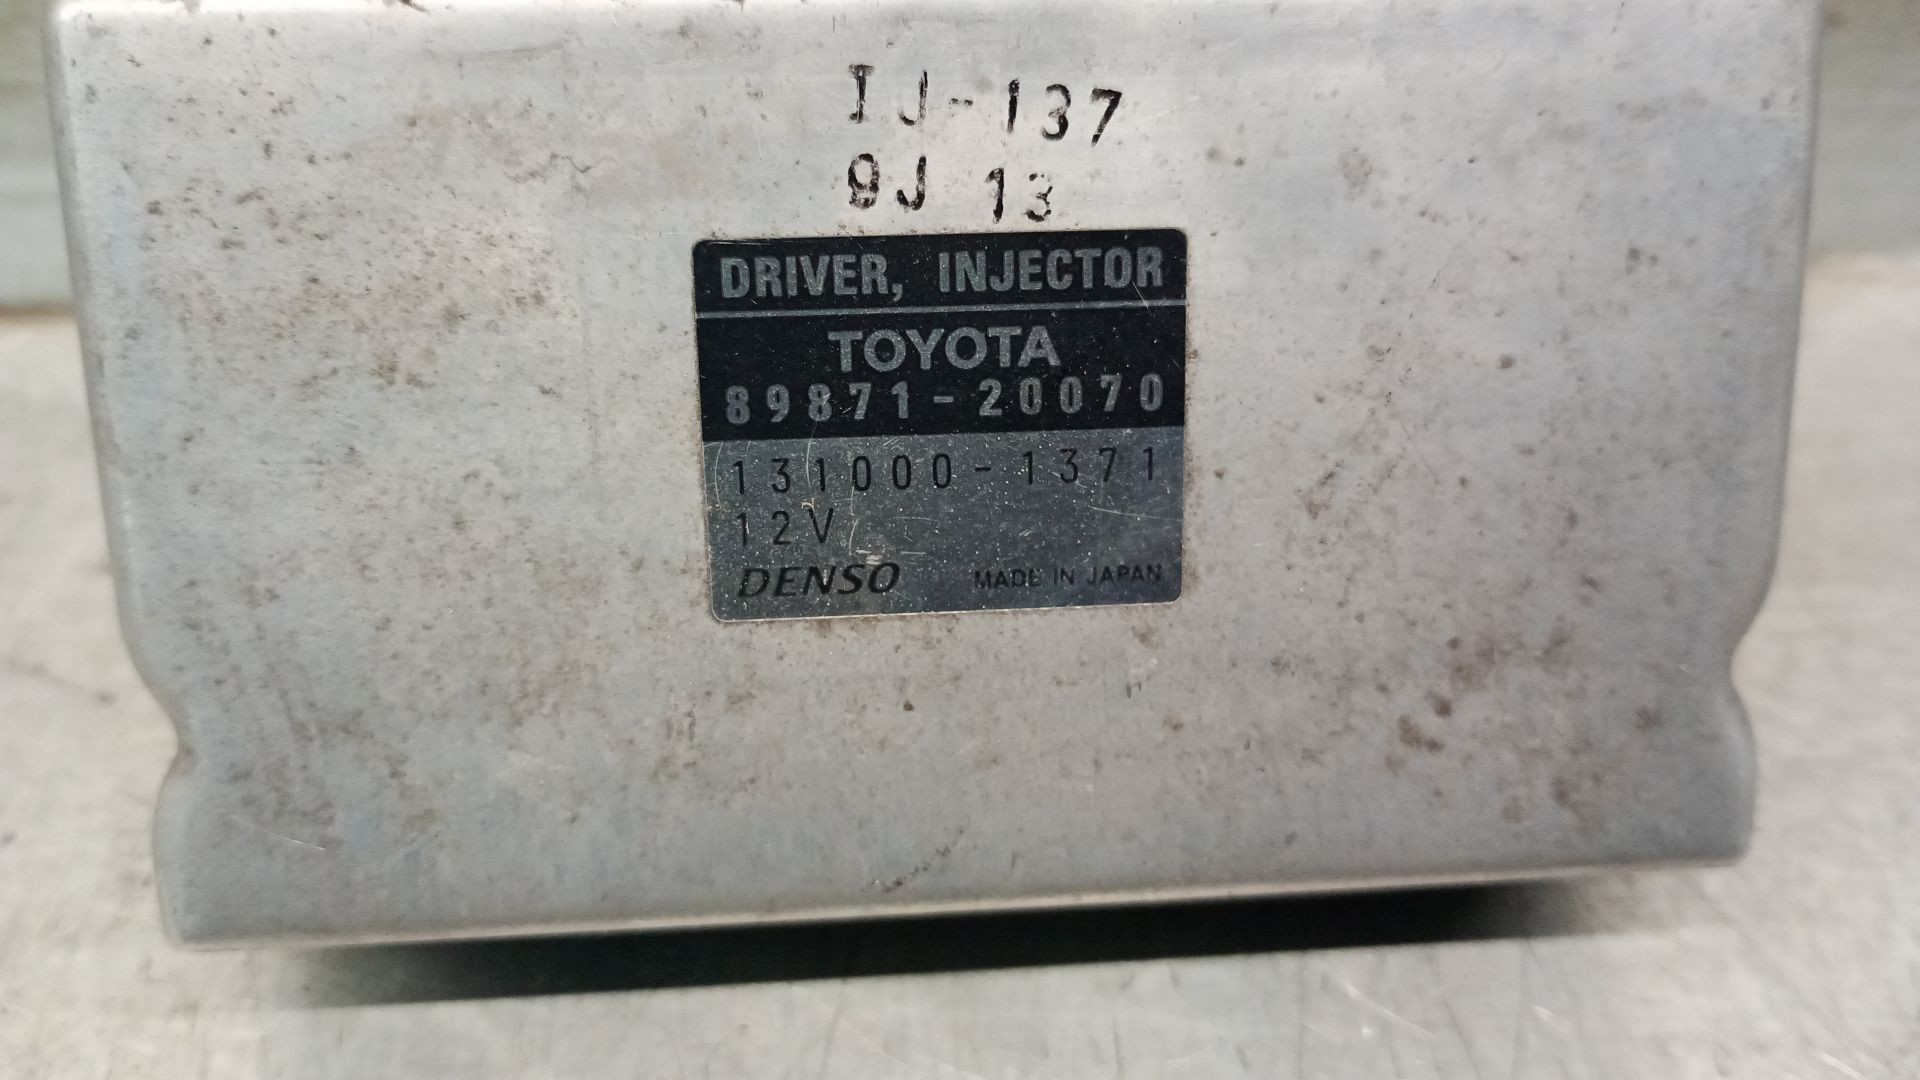 IJ-137
9J 13
DRIVER, INJECTOR
TOYOTA
89871-20070
131000-1371
12V
DENSO MADE IN JAPAN